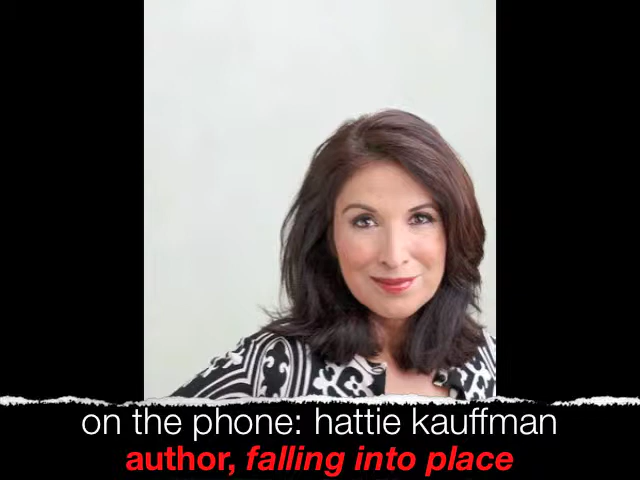 on the phone: hattie kauffman
author, falling into place